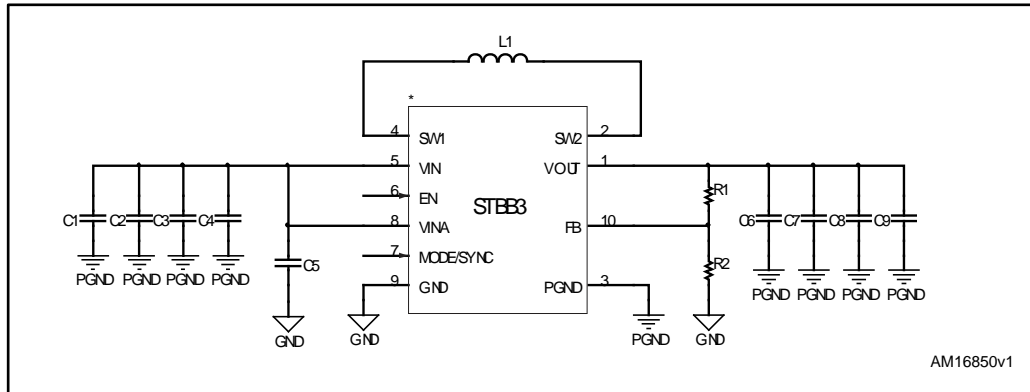 L1
*
4 SW1 SW2 2
5 VIN VOUT 1
6 EN R1
C1 C2 C3 C4 STBB3 C6 C7 C8 C9
8 VINA FB 10
7 MODE/SYNC
C5 R2
PGND PGND PGND PGND PGND PGND PGND PGND
9 GND PGND 3
GND GND PGND GND
AM16850v1